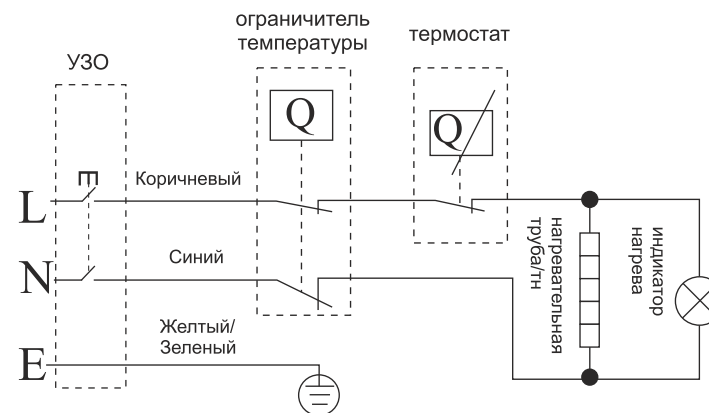 ограничитель
температуры
термостат
УЗО
Q
Q
L
Коричневый
N
Синий
Желтый/
Зеленый
E
нагревательная
труба/тн
индикатор
нагрева